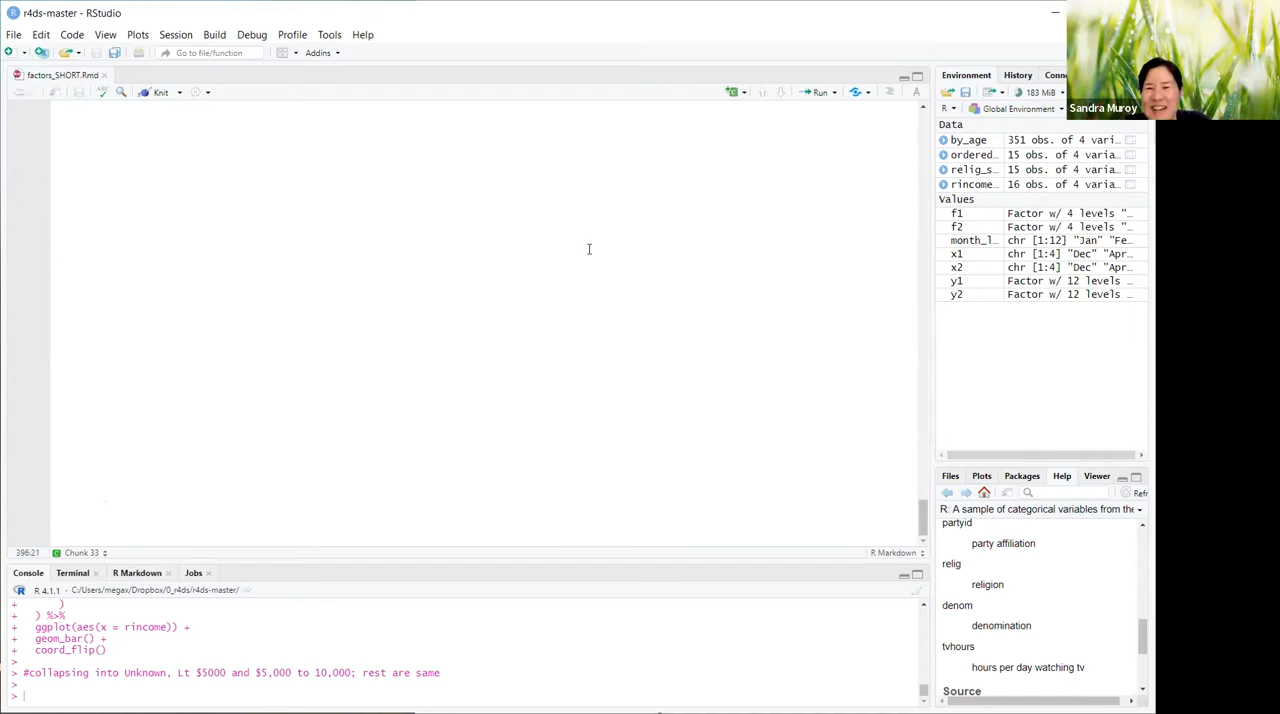 r4ds-master - RStudio
File Edit Code View Plots Session Build Debug Profile Tools Help
Go to file/function Addins
factors_SHORT.Rmd
Knit Run
396:21 Chunk 33 R Markdown
Console Terminal R Markdown Jobs
R 4.1.1 · C:/Users/megax/Dropbox/0_r4ds/r4ds-master/
+ )
+ ) %>%
+ ggplot(aes(x = rincome)) +
+ geom_bar() +
+ coord_flip()
>
> #collapsing into Unknown, Lt $5000 and $5,000 to 10,000; rest are same
>
>
Environment History Conn
183 MiB
R Global Environment
Data
by_age 351 obs. of 4 vari…
ordered… 15 obs. of 4 varia…
relig_s… 15 obs. of 4 varia…
rincome… 16 obs. of 4 varia…
Values
f1 Factor w/ 4 levels "…
f2 Factor w/ 4 levels "…
month_l… chr [1:12] "Jan" "Fe…
x1 chr [1:4] "Dec" "Apr…
x2 chr [1:4] "Dec" "Apr…
y1 Factor w/ 12 levels …
y2 Factor w/ 12 levels …
Files Plots Packages Help Viewer
Refr
R: A sample of categorical variables from the
partyid
party affiliation
relig
religion
denom
denomination
tvhours
hours per day watching tv
Source
Sandra Muroy